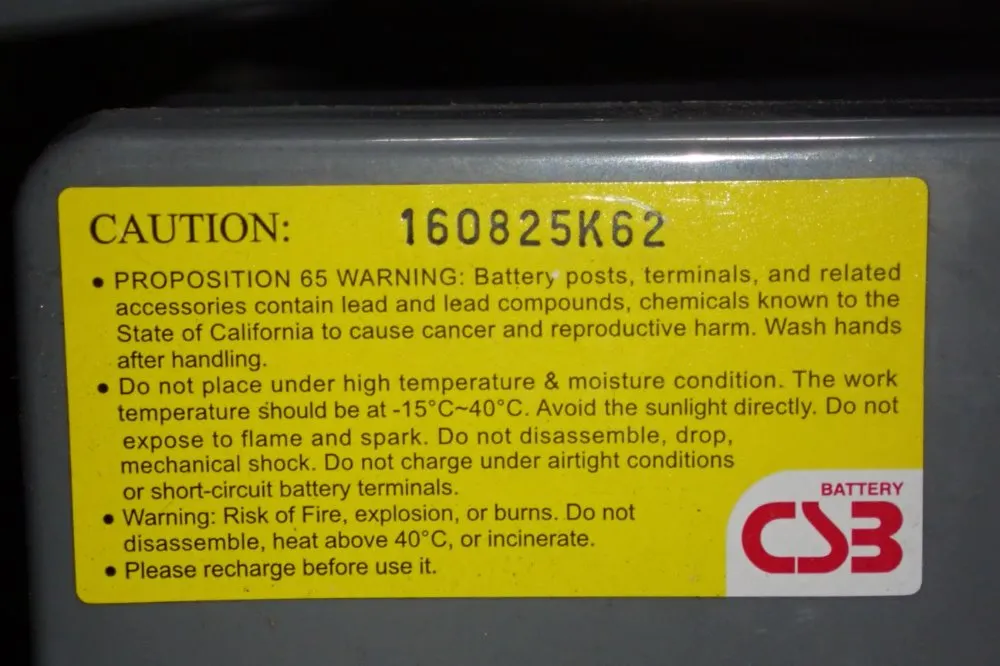 CAUTION: 160825K62
• PROPOSITION 65 WARNING: Battery posts, terminals, and related
accessories contain lead and lead compounds, chemicals known to the
State of California to cause cancer and reproductive harm. Wash hands
after handling.
• Do not place under high temperature & moisture condition. The work
temperature should be at -15°C~40°C. Avoid the sunlight directly. Do not
expose to flame and spark. Do not disassemble, drop,
mechanical shock. Do not charge under airtight conditions
or short-circuit battery terminals.
• Warning: Risk of Fire, explosion, or burns. Do not
disassemble, heat above 40°C, or incinerate.
• Please recharge before use it.
BATTERY
CSB